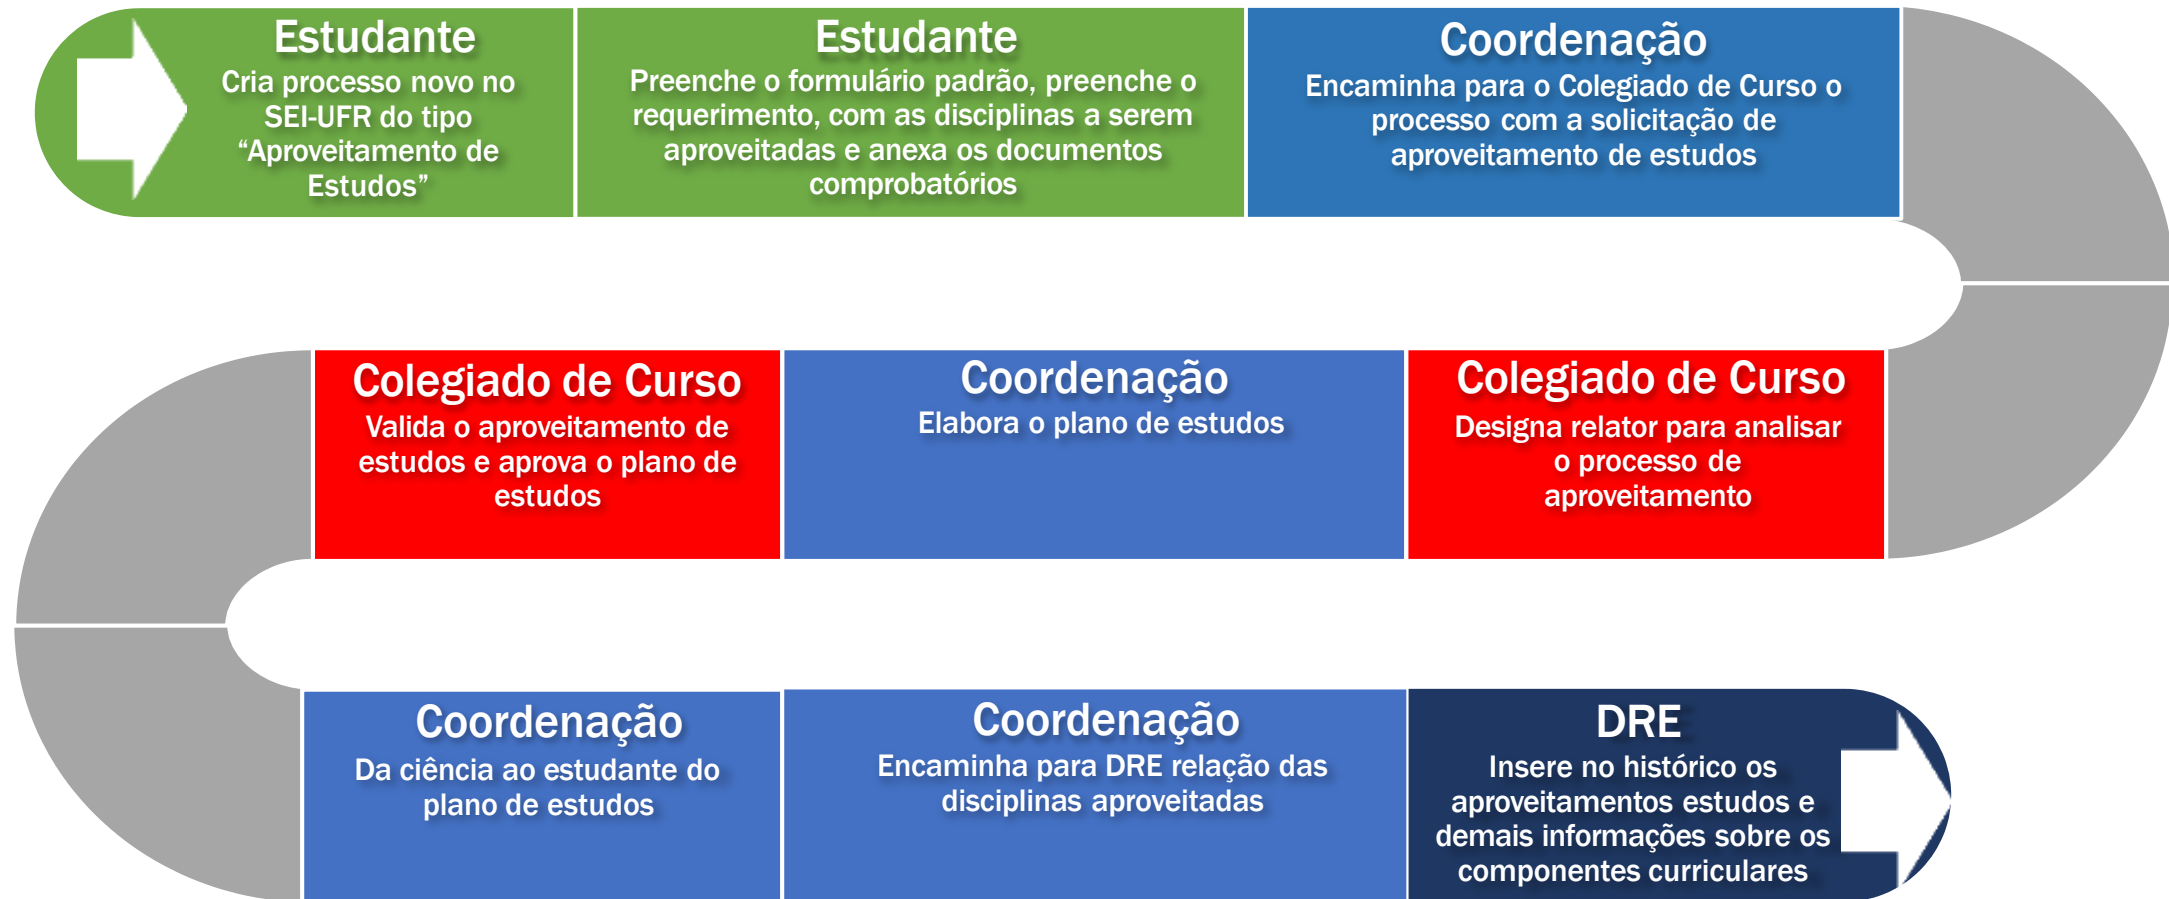 Estudante
Cria processo novo no
SEI-UFR do tipo
“Aproveitamento de
Estudos”
Estudante
Preenche o formulário padrão, preenche o
requerimento, com as disciplinas a serem
aproveitadas e anexa os documentos
comprobatórios
Coordenação
Encaminha para o Colegiado de Curso o
processo com a solicitação de
aproveitamento de estudos
Colegiado de Curso
Designa relator para analisar
o processo de
aproveitamento
Coordenação
Elabora o plano de estudos
Colegiado de Curso
Valida o aproveitamento de
estudos e aprova o plano de
estudos
Coordenação
Da ciência ao estudante do
plano de estudos
Coordenação
Encaminha para DRE relação das
disciplinas aproveitadas
DRE
Insere no histórico os
aproveitamentos estudos e
demais informações sobre os
componentes curriculares